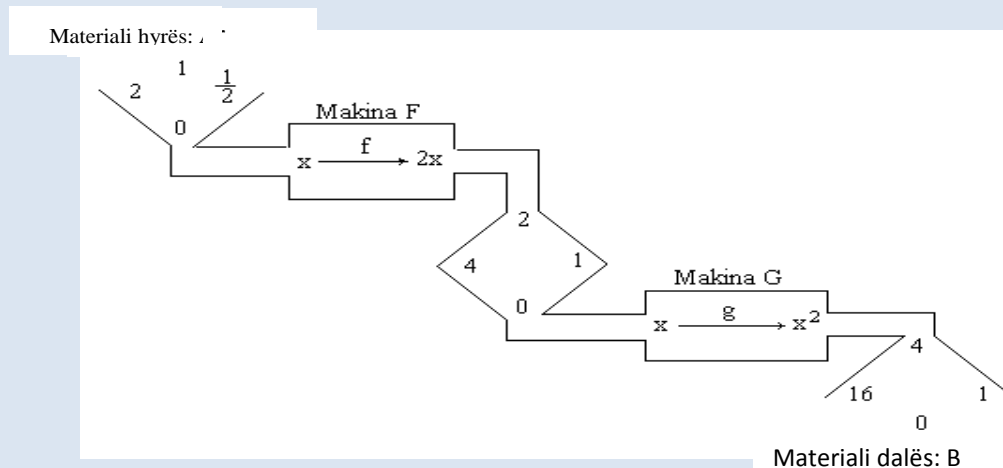 Materiali hyrës:
1
2
1/2
0
Makina F
x f 2x
2
4
1
0
Makina G
x g x²
4
16
1
0
Materiali dalës: B